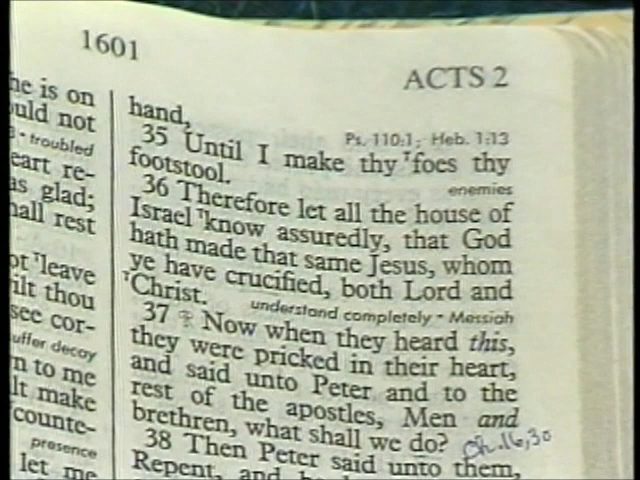 1601
ACTS 2
he is on
ould not
troubled
eart re-
as glad;
hall rest
ot ᵀleave
ilt thou
see cor-
uffer decay
n to me
lt make
counte-
presence
let me
hand,
Ps. 110:1; Heb. 1:13
35 Until I make thy ᵀfoes thy
footstool.
enemies
36 Therefore let all the house of
Israel ᵀknow assuredly, that God
hath made that same Jesus, whom
ye have crucified, both Lord and
ᵀChrist.
understand completely • Messiah
37 Now when they heard this,
they were pricked in their heart,
and said unto Peter and to the
rest of the apostles, Men and
brethren, what shall we do?
Ch. 16,30
38 Then Peter said unto them,
Repent, and